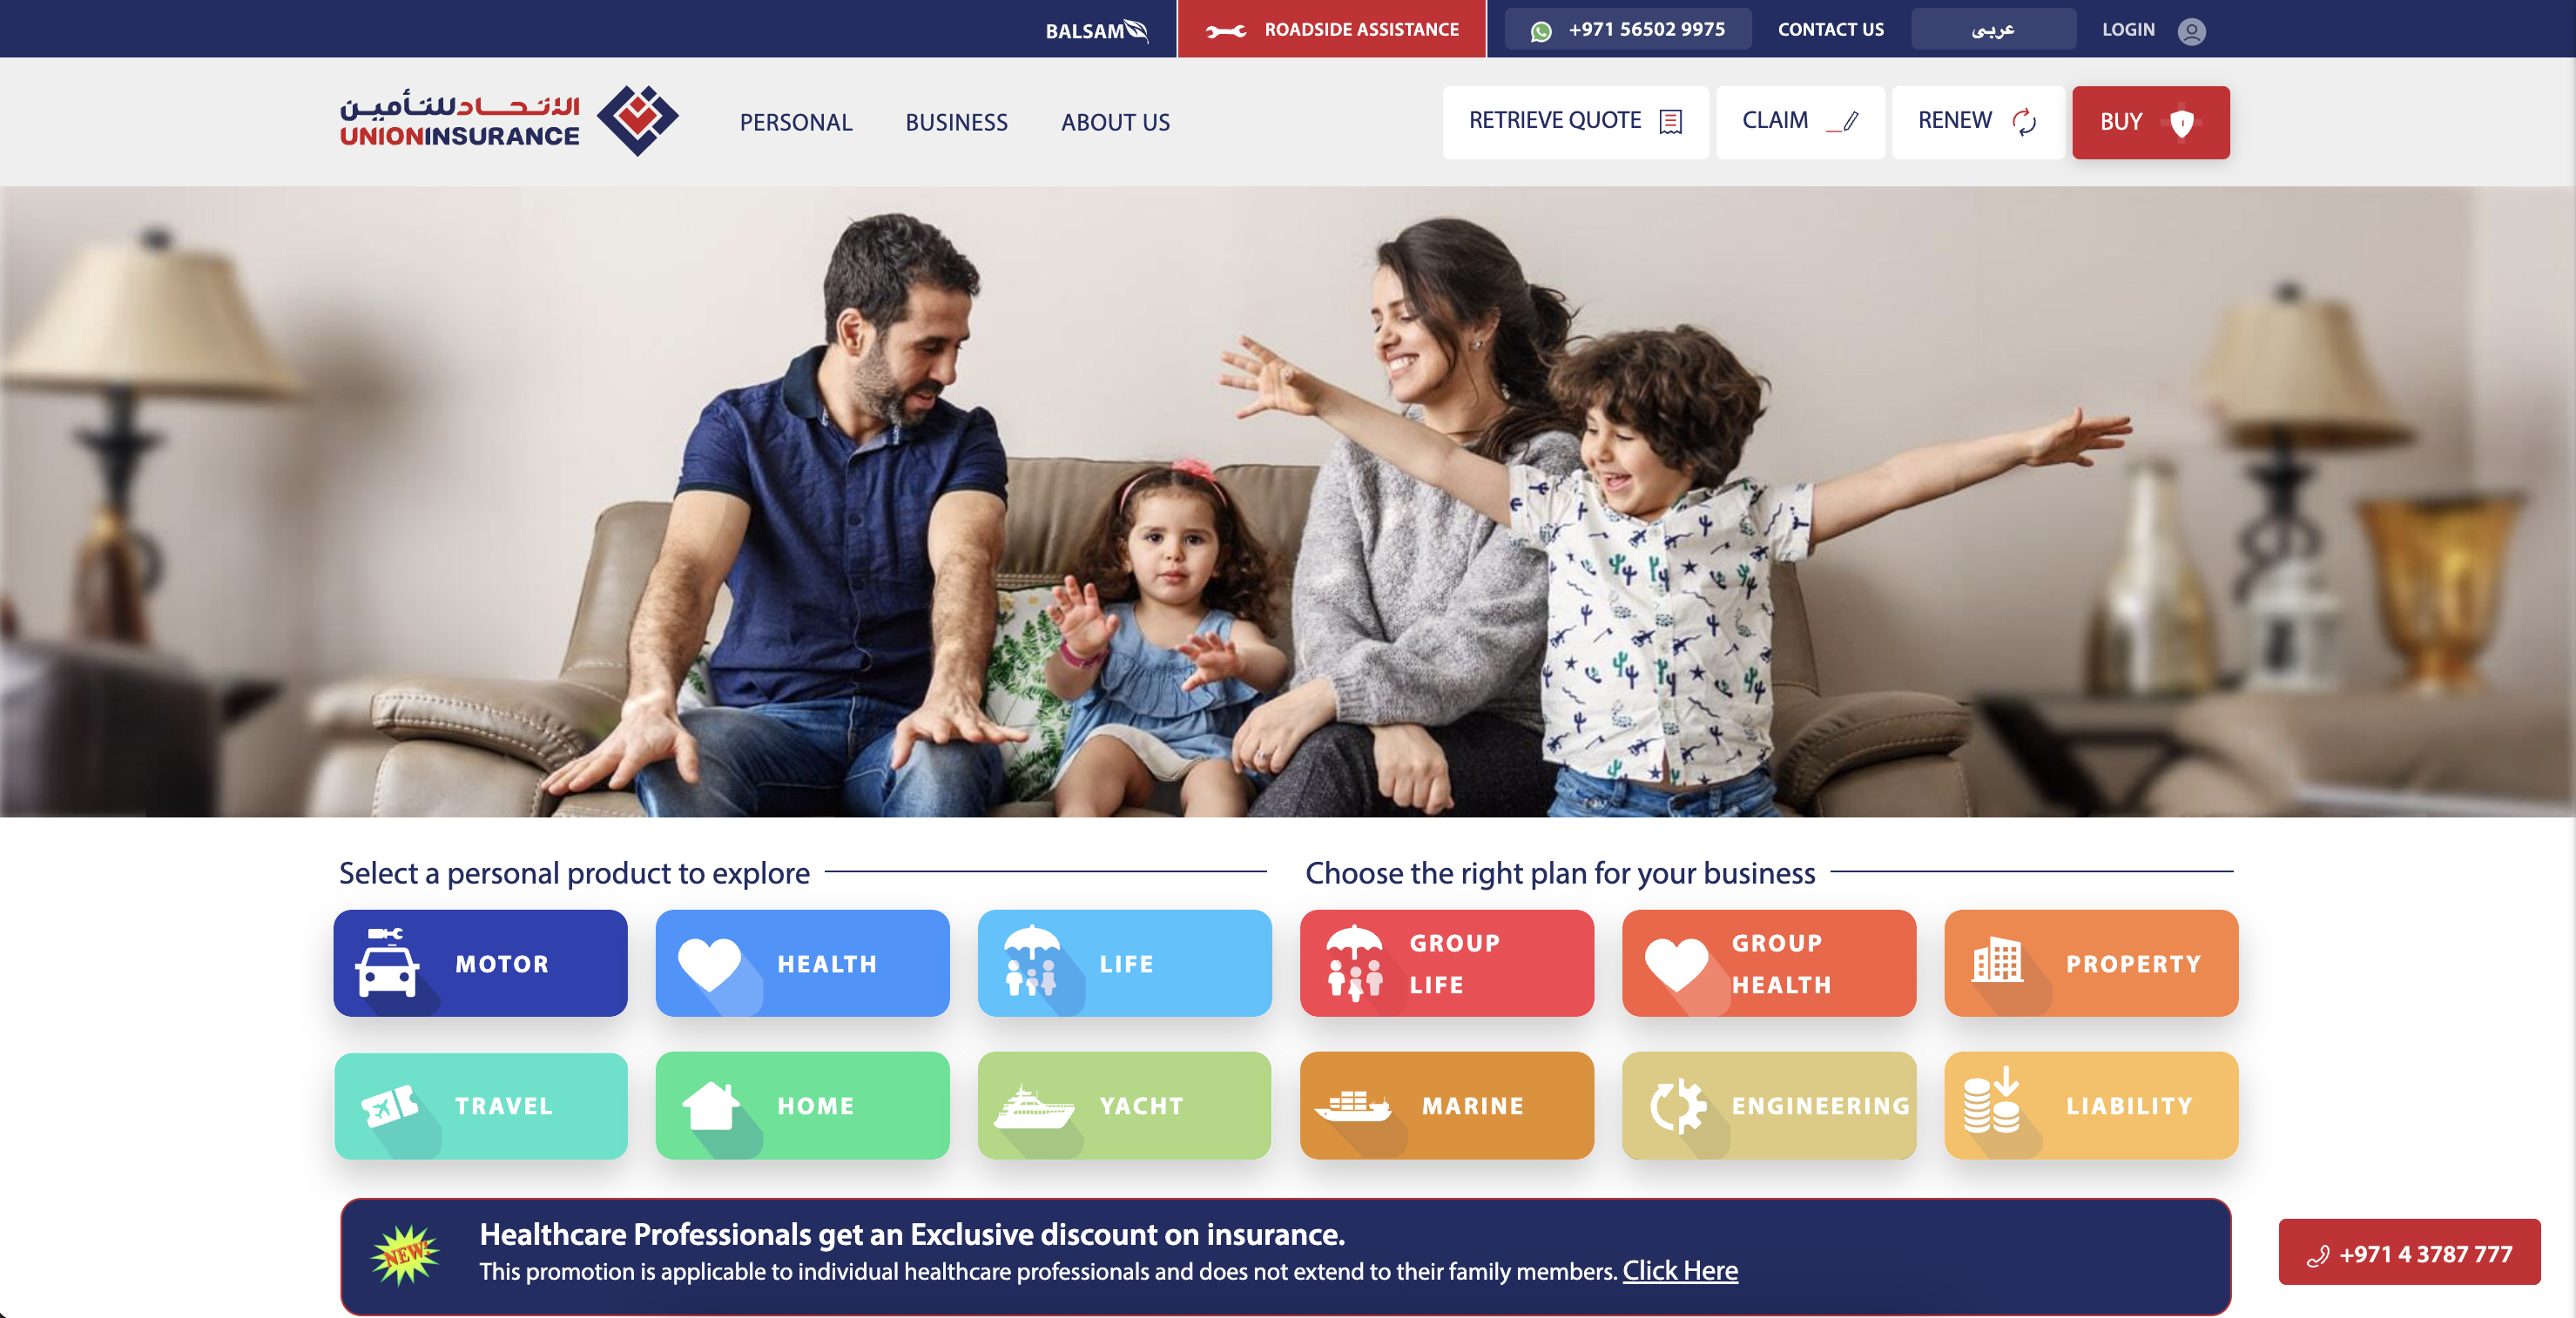 BALSAM
ROADSIDE ASSISTANCE
+971 56502 9975
CONTACT US
عربي
LOGIN
الاتحاد للتأمين
UNIONINSURANCE
PERSONAL
BUSINESS
ABOUT US
RETRIEVE QUOTE
CLAIM
RENEW
BUY
Select a personal product to explore
MOTOR
HEALTH
LIFE
TRAVEL
HOME
YACHT
Choose the right plan for your business
GROUP
LIFE
GROUP
HEALTH
PROPERTY
MARINE
ENGINEERING
LIABILITY
NEW!
Healthcare Professionals get an Exclusive discount on insurance.
This promotion is applicable to individual healthcare professionals and does not extend to their family members. Click Here
+971 4 3787 777